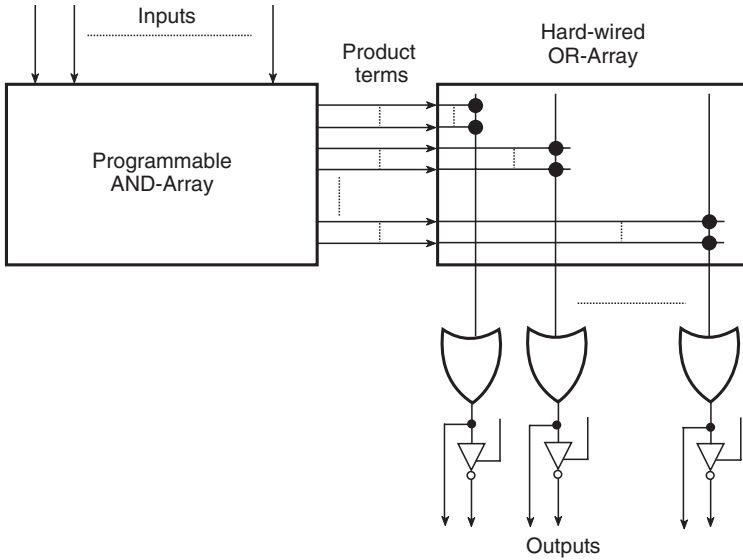 Inputs
Product
terms
Hard-wired
OR-Array
Programmable
AND-Array
Outputs